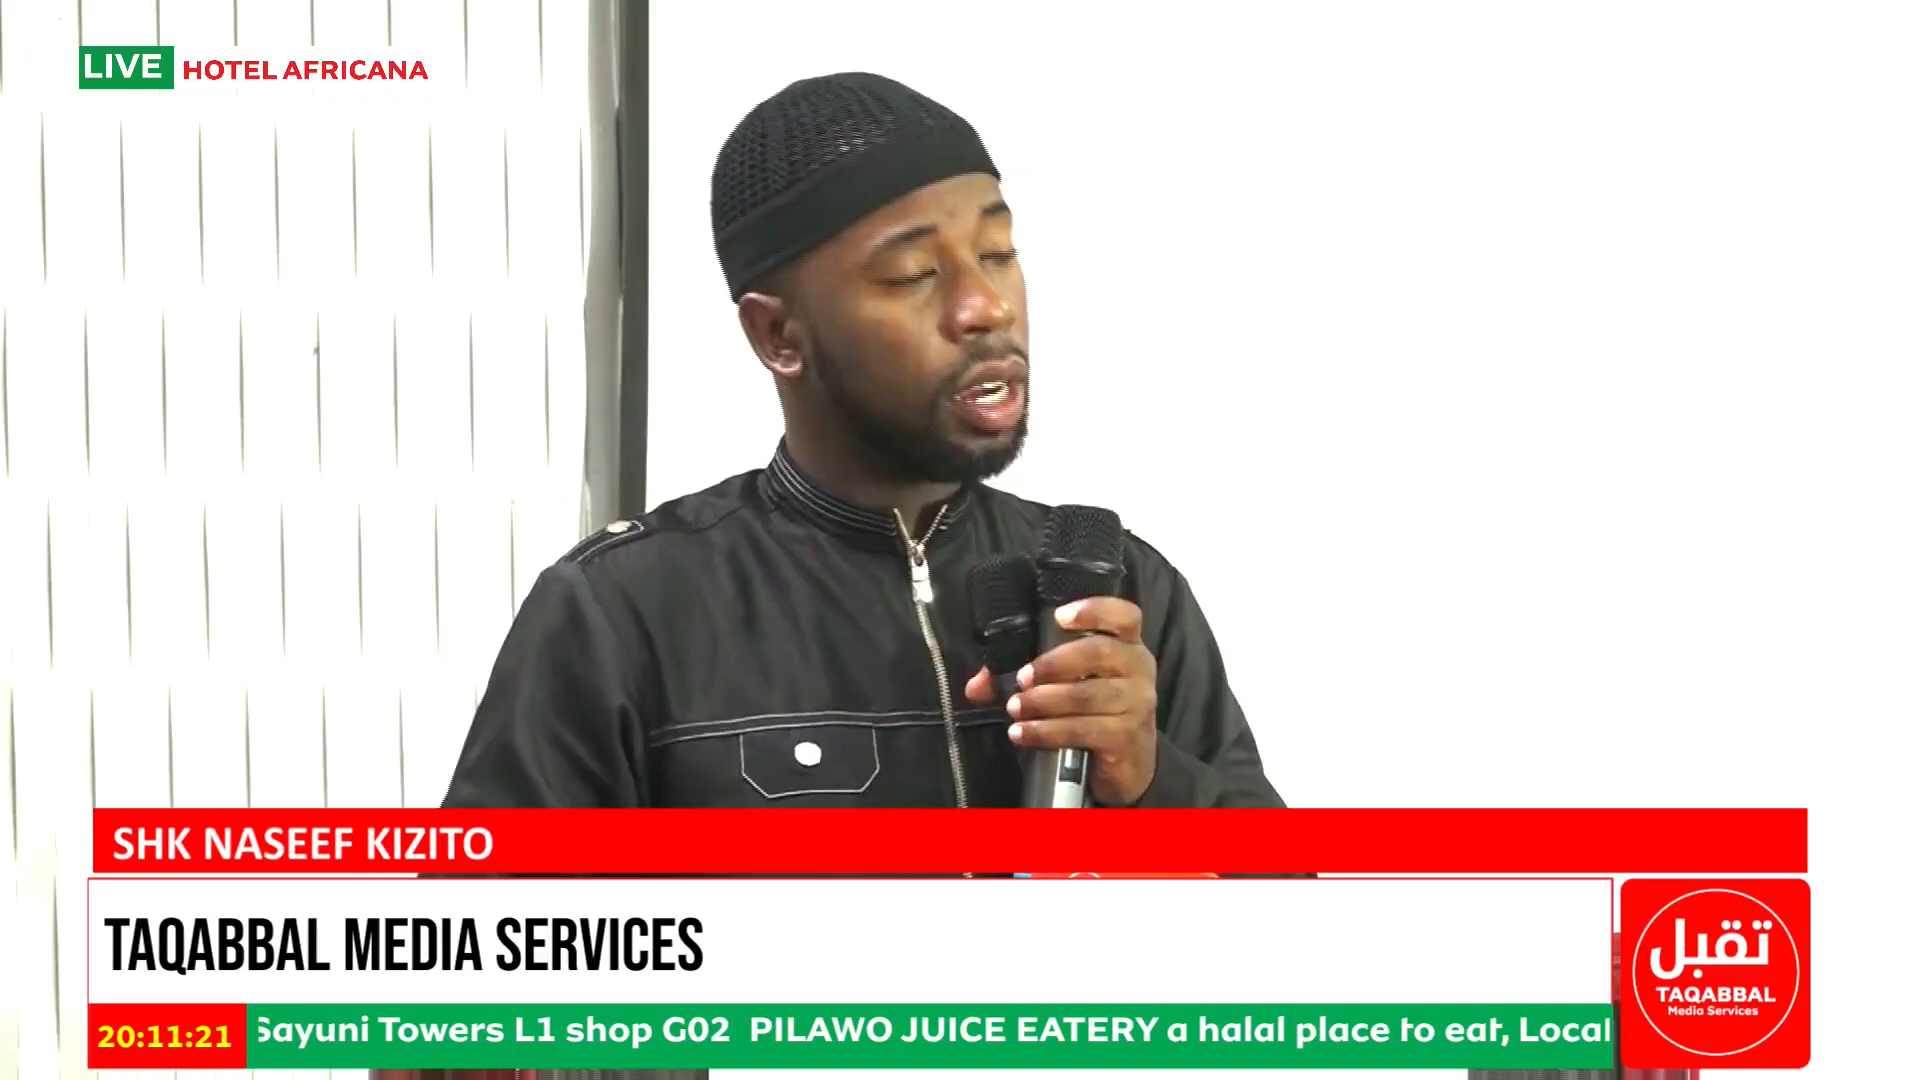 LIVE HOTEL AFRICANA
SHK NASEEF KIZITO
TAQABBAL MEDIA SERVICES
تقبل
TAQABBAL
Media Services
20:11:21 Sayuni Towers L1 shop G02 PILAWO JUICE EATERY a halal place to eat, Local